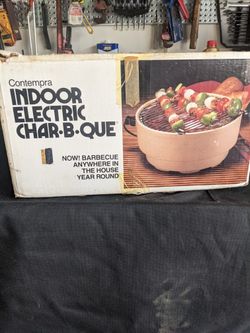 Contempra
INDOOR
ELECTRIC
CHAR-B-QUE
NOW! BARBECUE
ANYWHERE IN
THE HOUSE
YEAR ROUND